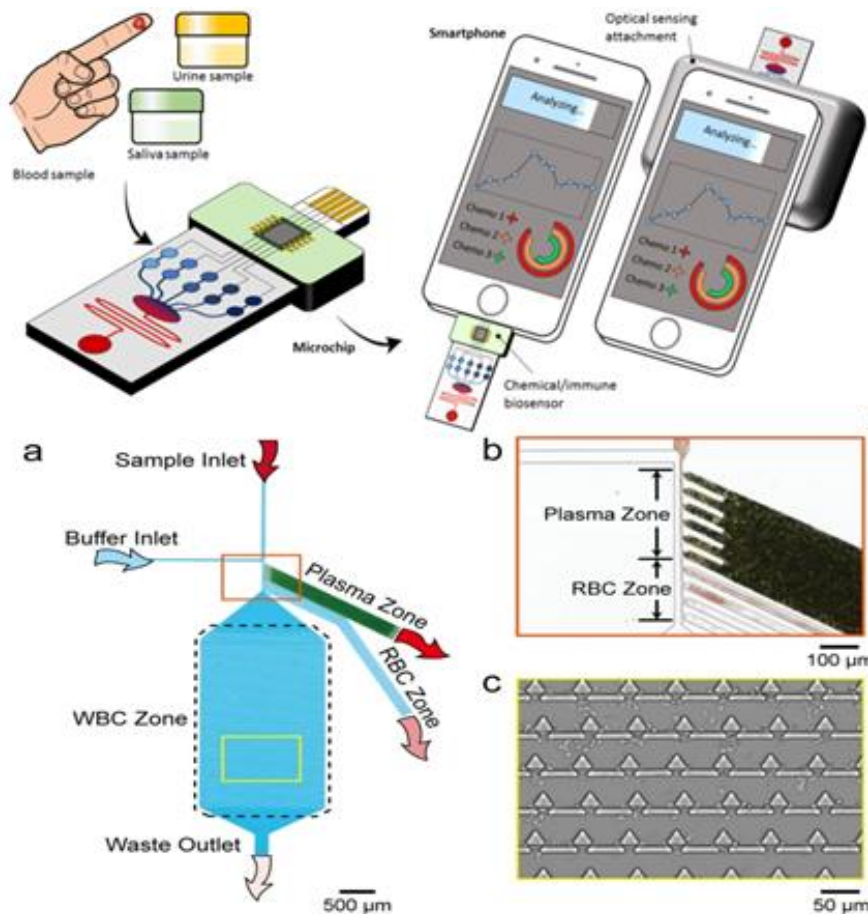 Urine sample
Saliva sample
Blood sample
Microchip
Smartphone
Optical sensing
attachment
Analyzing..
Chemo 1
Chemo 2
Chemo 3
Analyzing..
Chemo 1
Chemo 2
Chemo 3
Chemical/immune
biosensor
a
Sample Inlet
Buffer Inlet
Plasma Zone
RBC Zone
WBC Zone
Waste Outlet
500 µm
b
Plasma Zone
RBC Zone
100 µm
c
50 µm